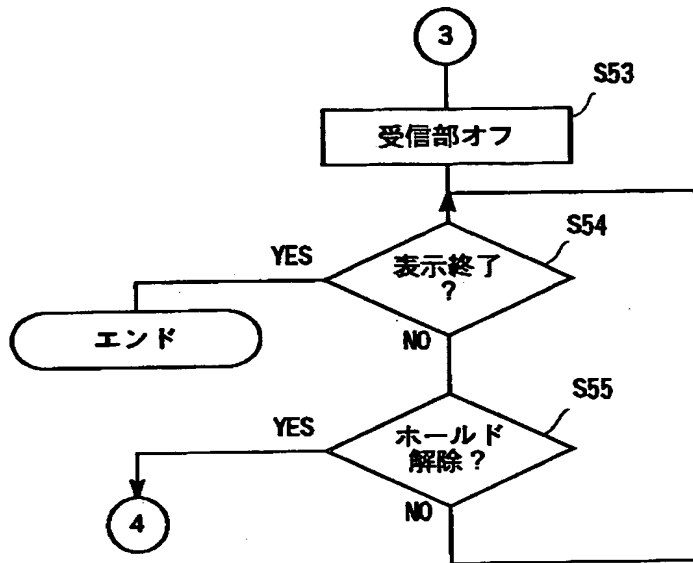 3
S53
受信部オフ
S54
YES
表示終了
?
エンド
NO
S55
YES
ホールド
解除?
4
NO